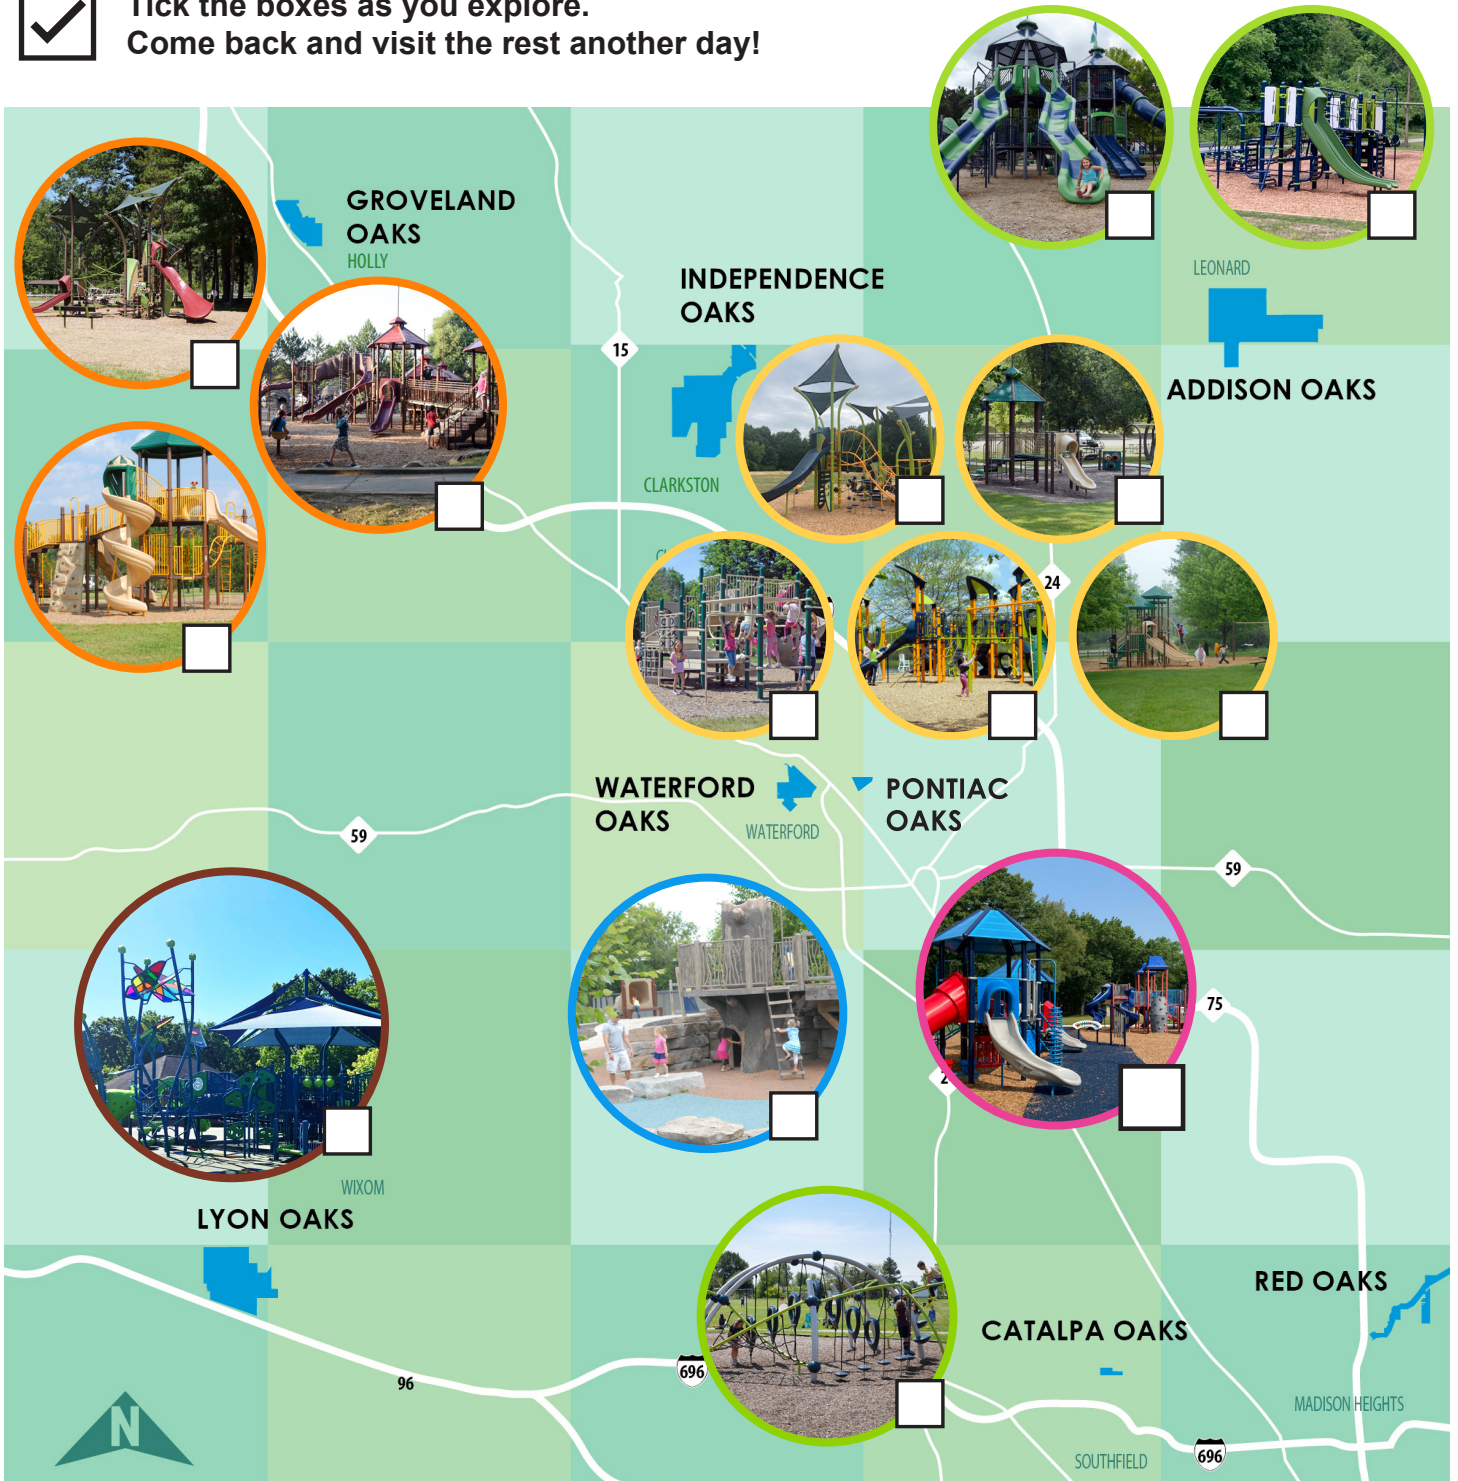 Tick the boxes as you explore.
Come back and visit the rest another day!
GROVELAND
OAKS
HOLLY
INDEPENDENCE
OAKS
LEONARD
15
ADDISON OAKS
CLARKSTON
24
WATERFORD
OAKS
PONTIAC
OAKS
WATERFORD
59
59
75
2
WIXOM
LYON OAKS
RED OAKS
CATALPA OAKS
696
96
MADISON HEIGHTS
N
SOUTHFIELD
696